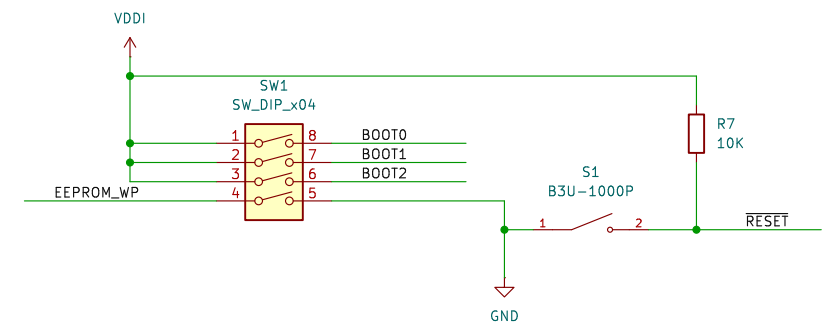 VDDI
SW1
SW_DIP_x04
1
8
BOOT0
2
7
BOOT1
3
6
BOOT2
EEPROM_WP
4
5
R7
10K
S1
B3U-1000P
1
2
RESET
GND